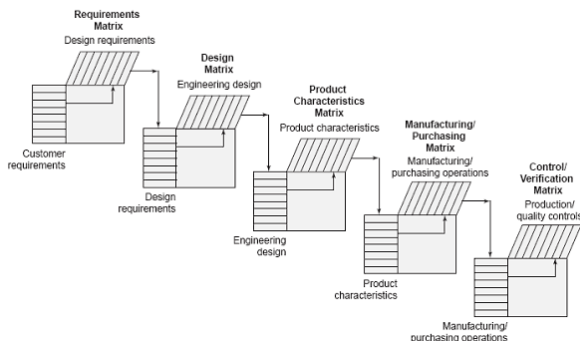 Requirements
Matrix
Design requirements
Customer
requirements
Design
Matrix
Engineering design
Design
requirements
Product
Characteristics
Matrix
Product characteristics
Engineering
design
Manufacturing/
Purchasing
Matrix
Manufacturing/
purchasing operations
Product
characteristics
Control/
Verification
Matrix
Production/
quality controls
Manufacturing/
purchasing operations